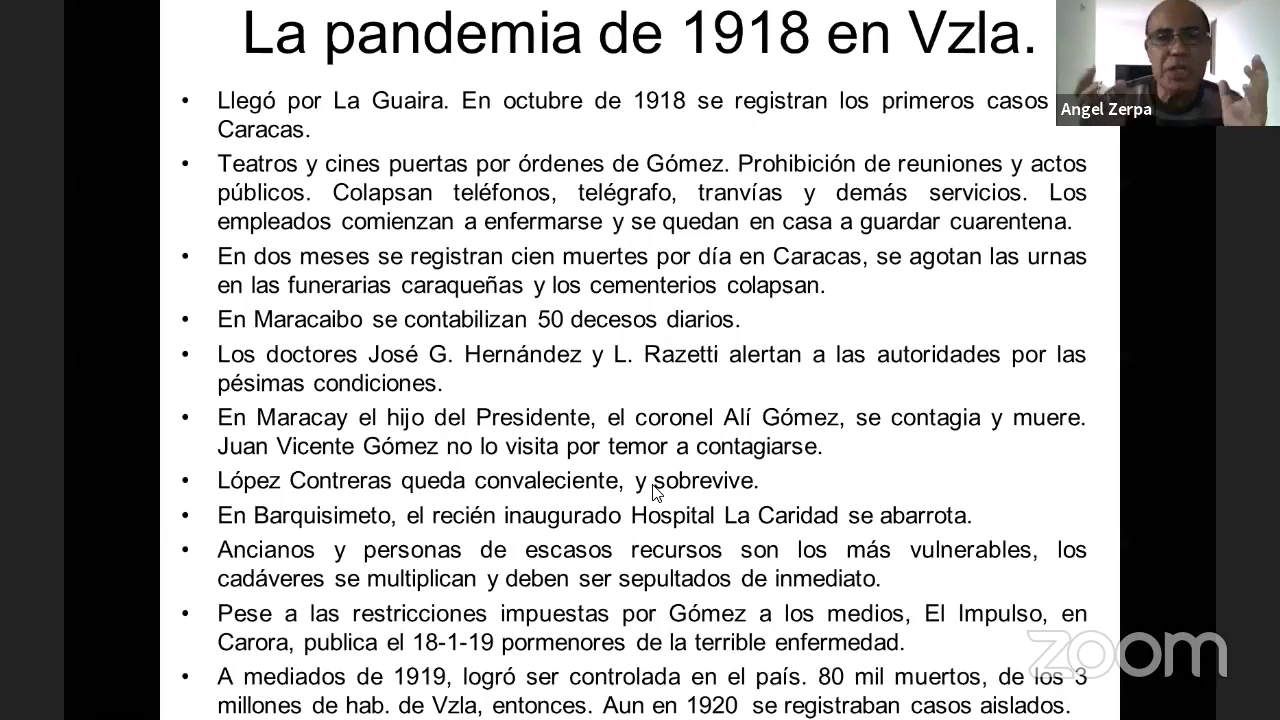 La pandemia de 1918 en Vzla.
Angel Zerpa
• Llegó por La Guaira. En octubre de 1918 se registran los primeros casos
Caracas.
• Teatros y cines puertas por órdenes de Gómez. Prohibición de reuniones y actos
públicos. Colapsan teléfonos, telégrafo, tranvías y demás servicios. Los
empleados comienzan a enfermarse y se quedan en casa a guardar cuarentena.
• En dos meses se registran cien muertes por día en Caracas, se agotan las urnas
en las funerarias caraqueñas y los cementerios colapsan.
• En Maracaibo se contabilizan 50 decesos diarios.
• Los doctores José G. Hernández y L. Razetti alertan a las autoridades por las
pésimas condiciones.
• En Maracay el hijo del Presidente, el coronel Alí Gómez, se contagia y muere.
Juan Vicente Gómez no lo visita por temor a contagiarse.
• López Contreras queda convaleciente, y sobrevive.
• En Barquisimeto, el recién inaugurado Hospital La Caridad se abarrota.
• Ancianos y personas de escasos recursos son los más vulnerables, los
cadáveres se multiplican y deben ser sepultados de inmediato.
• Pese a las restricciones impuestas por Gómez a los medios, El Impulso, en
Carora, publica el 18-1-19 pormenores de la terrible enfermedad.
• A mediados de 1919, logró ser controlada en el país. 80 mil muertos, de los 3
millones de hab. de Vzla, entonces. Aun en 1920 se registraban casos aislados.
zoom